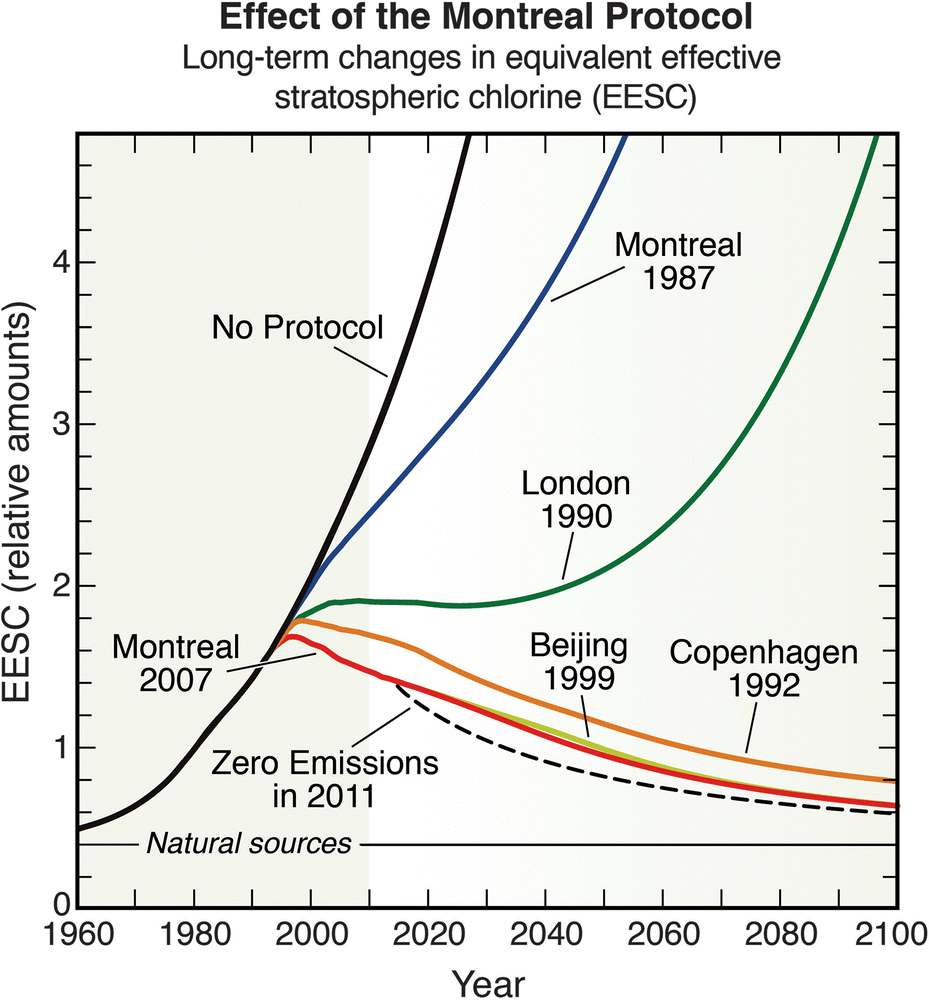 Effect of the Montreal Protocol
Long-term changes in equivalent effective
stratospheric chlorine (EESC)
EESC (relative amounts)
4
3
2
1
0
No Protocol
Montreal
1987
London
1990
Montreal
2007
Beijing
1999
Copenhagen
1992
Zero Emissions
in 2011
Natural sources
1960 1980 2000 2020 2040 2060 2080 2100
Year